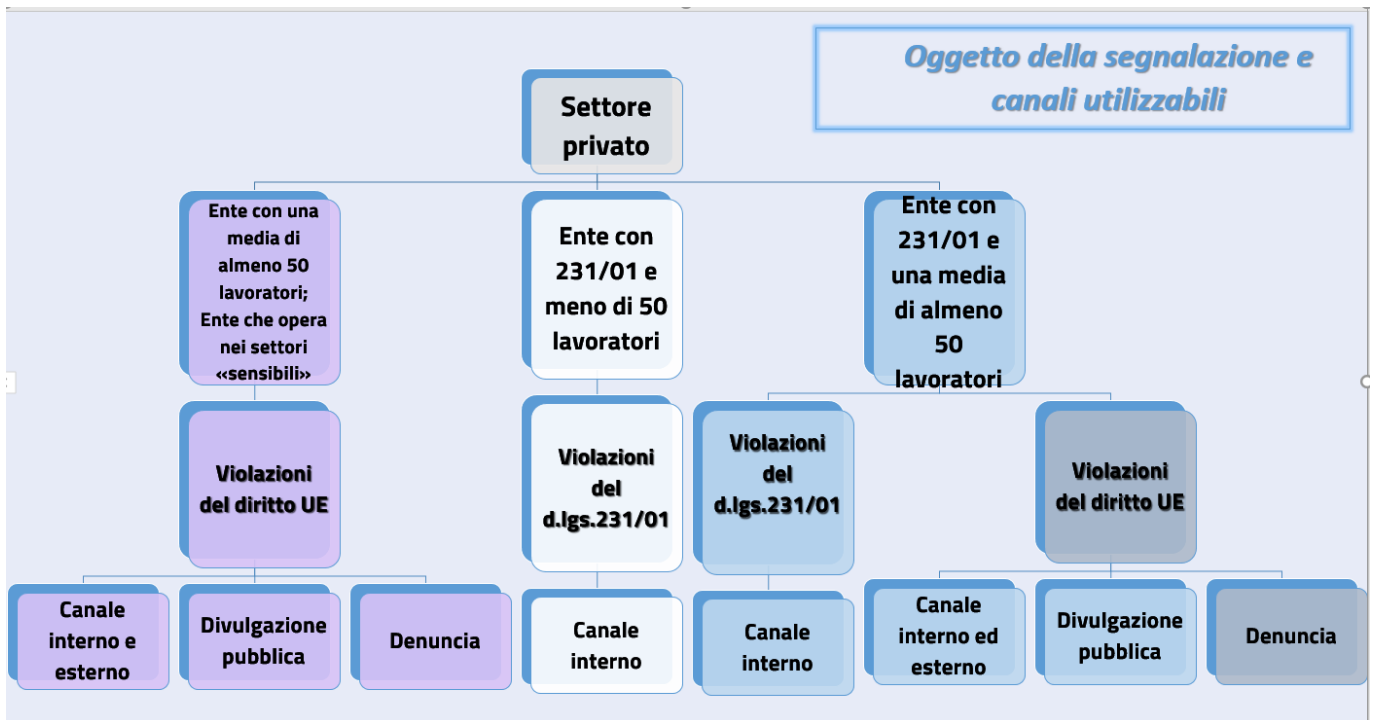 Oggetto della segnalazione e
canali utilizzabili
Settore
privato
Ente con una
media di
almeno 50
lavoratori;
Ente che opera
nei settori
«sensibili»
Ente con
231/01 e
meno di 50
lavoratori
Ente con
231/01 e
una media
di almeno
50
lavoratori
Violazioni
del diritto UE
Violazioni
del
d.lgs.231/01
Violazioni
del
d.lgs.231/01
Violazioni
del diritto UE
Canale
interno e
esterno
Divulgazione
pubblica
Denuncia
Canale
interno
Canale
interno
Canale
interno ed
esterno
Divulgazione
pubblica
Denuncia